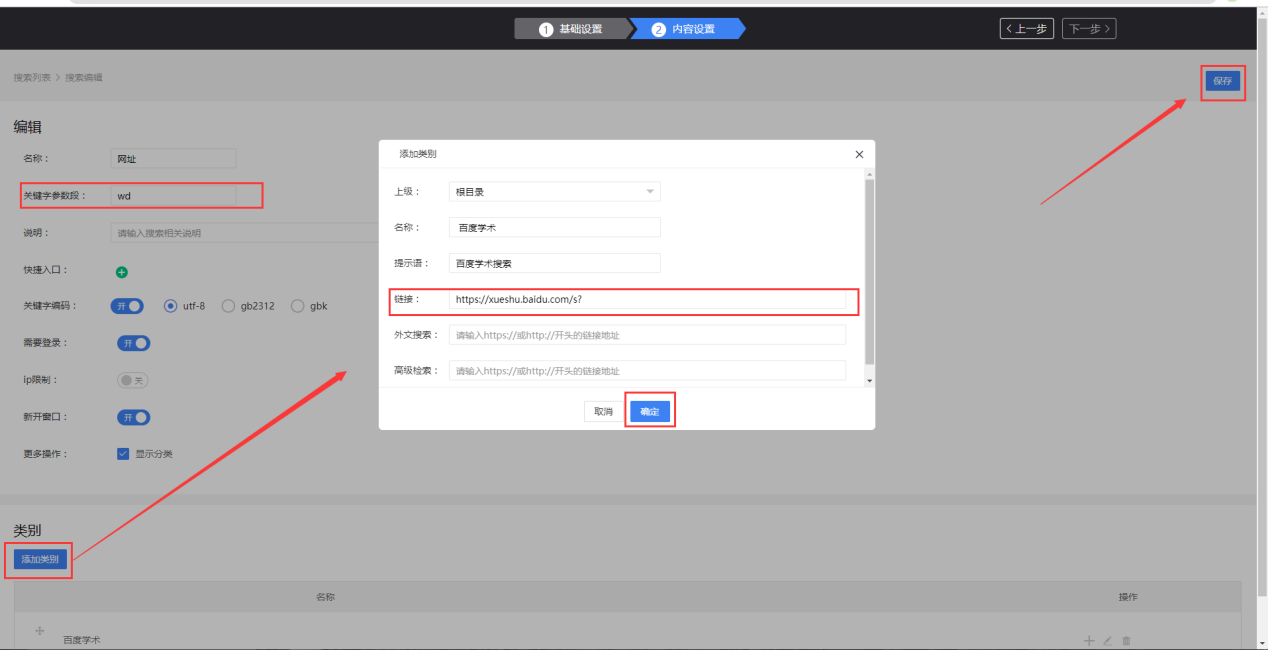 1 基础设置
2 内容设置
上一步
下一步
搜索列表 > 搜索编辑
保存
编辑
名称： 网址
关键字参数段： wd
说明： 请输入搜索相关说明
快捷入口：
关键字编码： 开 utf-8 gb2312 gbk
需要登录： 开
ip限制： 关
新开窗口： 开
更多操作： 显示分类
添加类别
上级： 根目录
名称： 百度学术
提示语： 百度学术搜索
链接： https://xueshu.baidu.com/s?
外文搜索： 请输入https://或http://开头的链接地址
高级检索： 请输入https://或http://开头的链接地址
取消 确定
类别
添加类别
名称 操作
百度学术